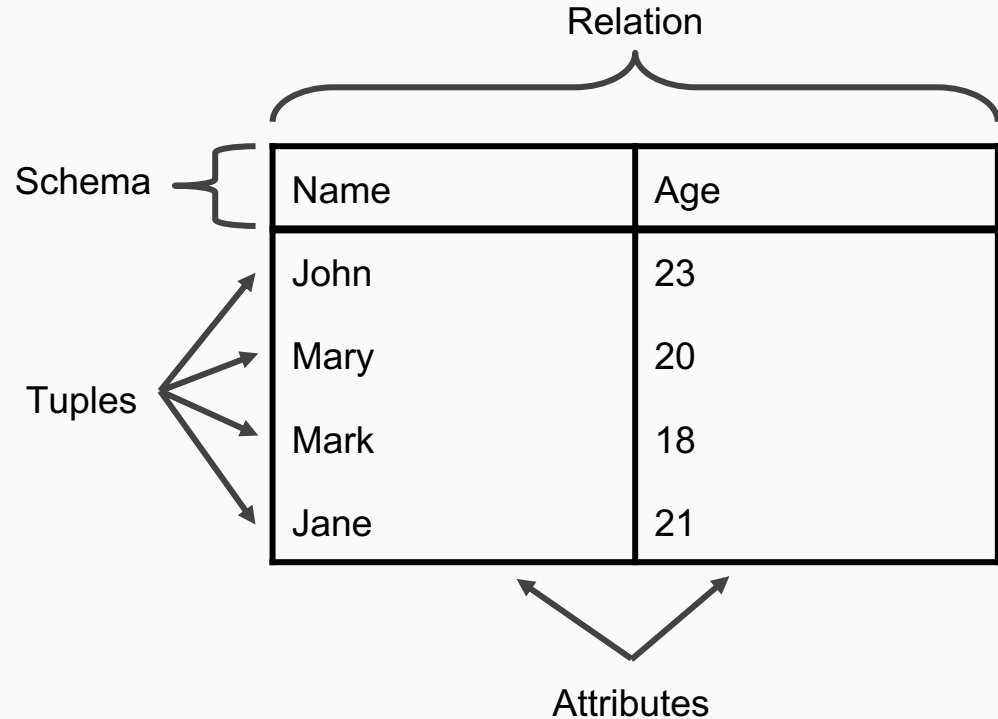 Relation
Schema
Name Age
John 23
Mary 20
Tuples
Mark 18
Jane 21
Attributes